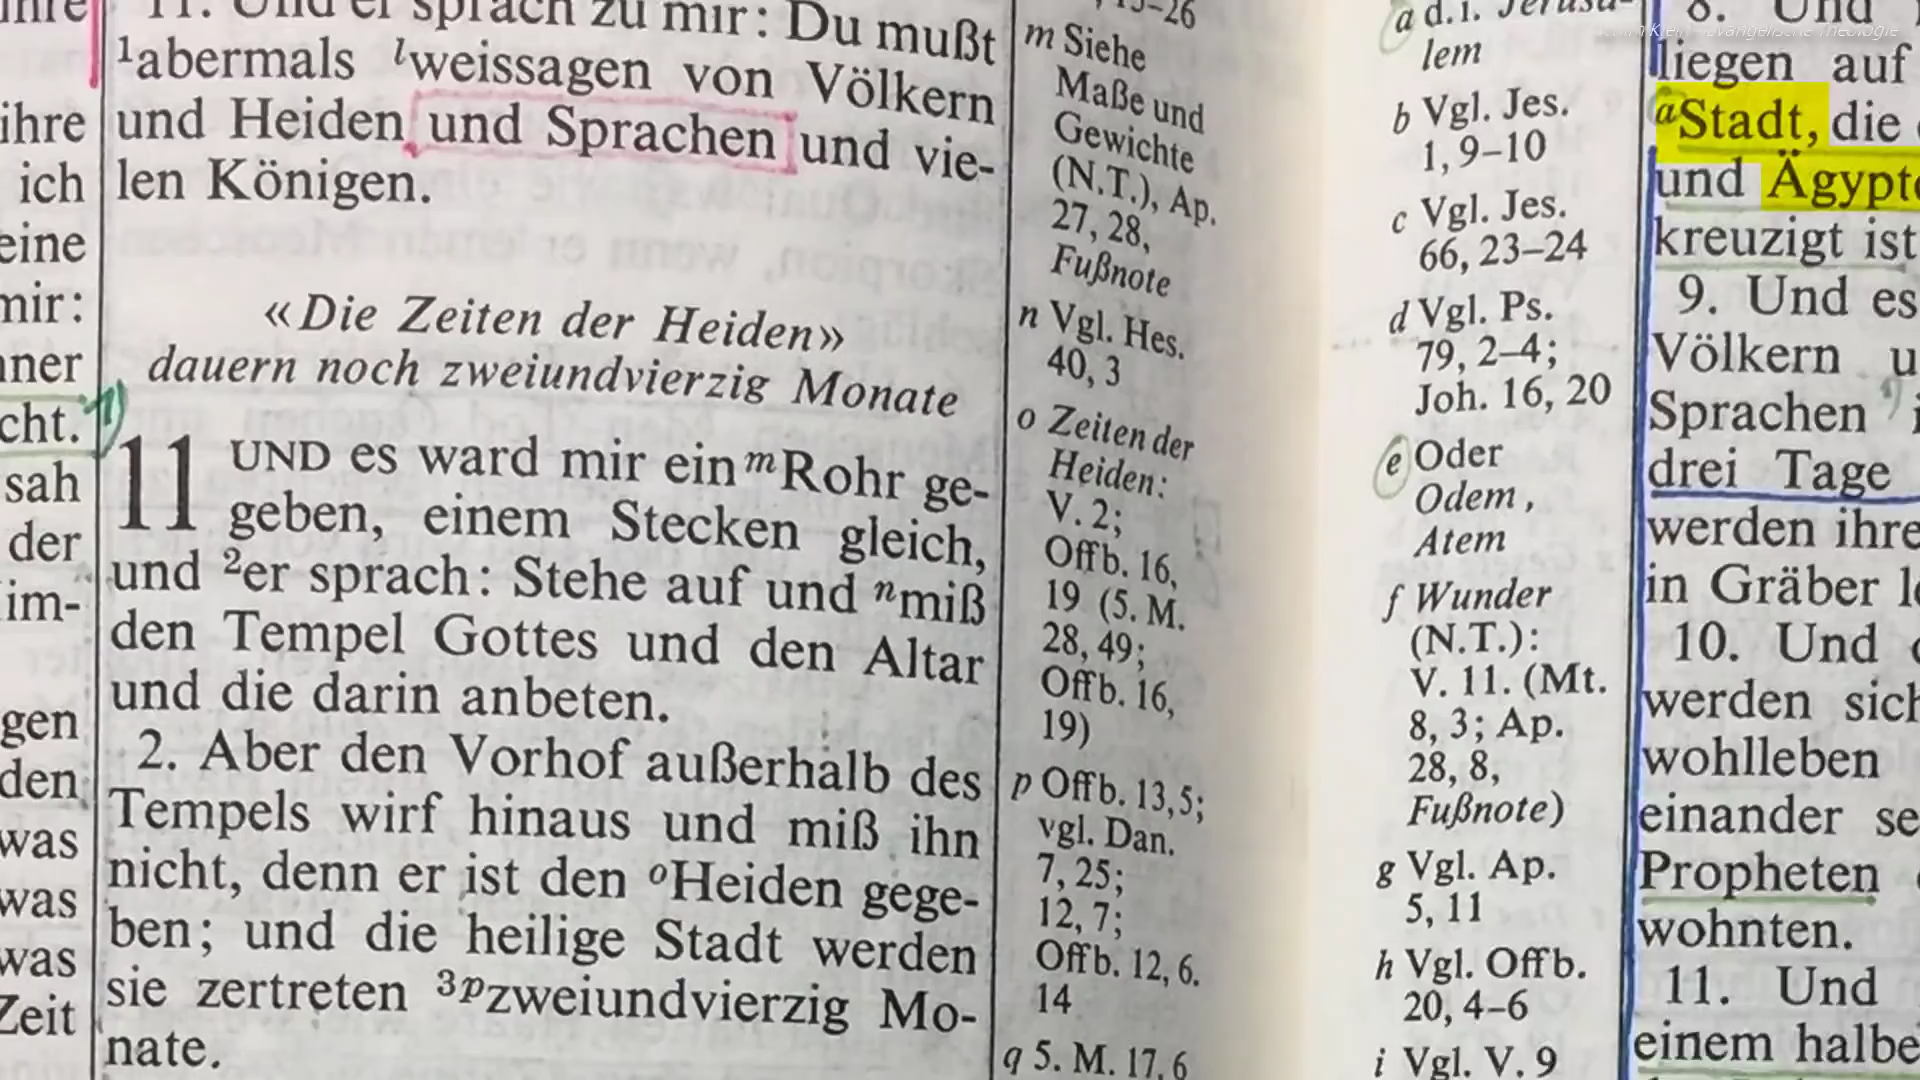 ihre
ich
eine
mir:
cht.
sah
der
im-
gen
den
was
was
was
Zeit
11. Und er sprach zu mir: Du mußt
1abermals lweissagen von Völkern
und Heiden und Sprachen und vie-
len Königen.
«Die Zeiten der Heiden»
dauern noch zweiundvierzig Monate
11 UND es ward mir ein mRohr ge-
geben, einem Stecken gleich,
und 2er sprach: Stehe auf und nmiß
den Tempel Gottes und den Altar
und die darin anbeten.
2. Aber den Vorhof außerhalb des
Tempels wirf hinaus und miß ihn
nicht, denn er ist den oHeiden gege-
ben; und die heilige Stadt werden
sie zertreten 3pzweiundvierzig Mo-
nate.
m Siehe
Maße und
Gewichte
(N.T.), Ap.
27, 28,
Fußnote
n Vgl. Hes.
40, 3
o Zeiten der
Heiden:
V. 2;
Offb. 16,
19 (5. M.
28, 49;
Offb. 16,
19)
p Offb. 13,5;
vgl. Dan.
7, 25;
12, 7;
Offb. 12, 6.
14
q 5. M. 17, 6
a d.i. Jerusa-
lem
b Vgl. Jes.
1, 9–10
c Vgl. Jes.
66, 23–24
d Vgl. Ps.
79, 2–4;
Joh. 16, 20
e Oder
Odem,
Atem
f Wunder
(N.T.):
V. 11. (Mt.
8, 3; Ap.
28, 8,
Fußnote)
g Vgl. Ap.
5, 11
h Vgl. Offb.
20, 4–6
i Vgl. V. 9
8. Und
liegen auf
aStadt, die
und Ägypte
kreuzigt ist
9. Und es
Völkern u
Sprachen
drei Tage
werden ihre
in Gräber
10. Und
werden sich
wohlleben
einander se
Propheten
wohnten.
11. Und
einem halbe